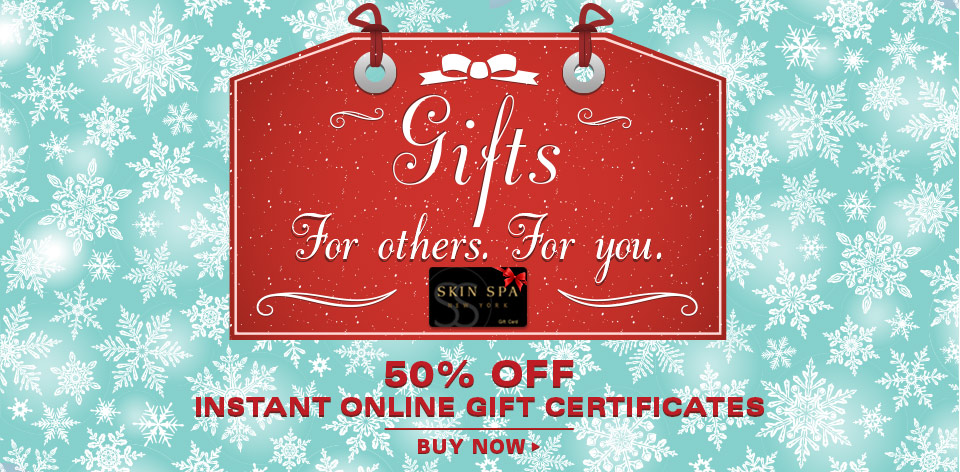 Gifts
For others. For you.
SKIN SPA
NEW YORK
Gift Card
50% OFF
INSTANT ONLINE GIFT CERTIFICATES
BUY NOW